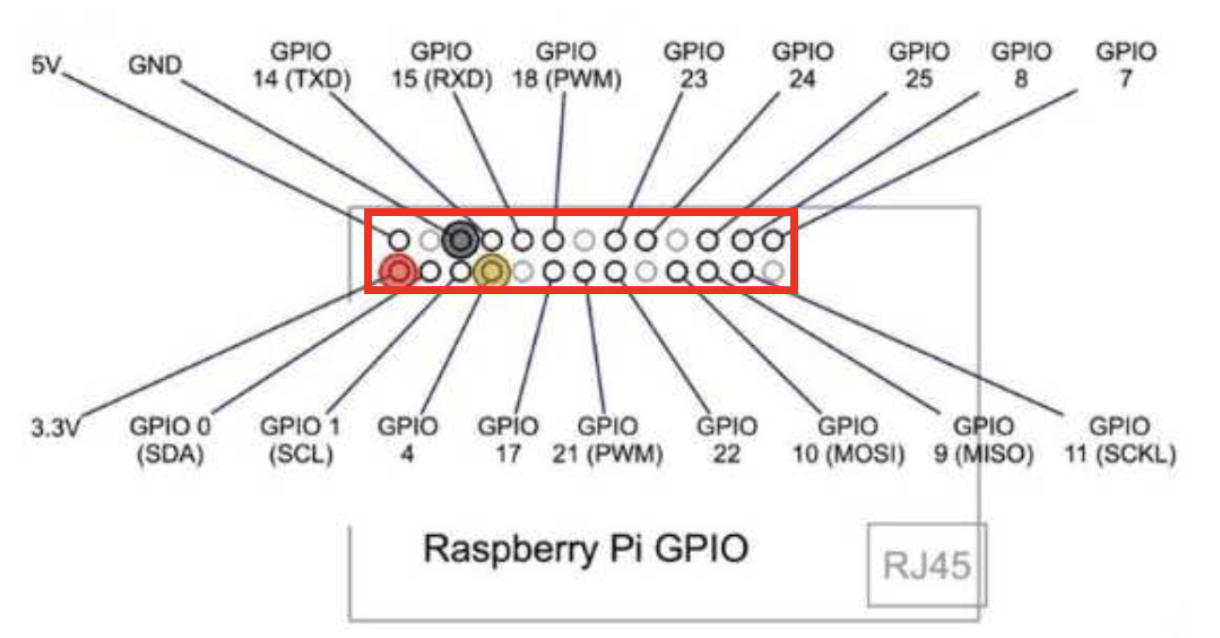 5V
GND
GPIO
14 (TXD)
GPIO
15 (RXD)
GPIO
18 (PWM)
GPIO
23
GPIO
24
GPIO
25
GPIO
8
GPIO
7
3.3V
GPIO 0
(SDA)
GPIO 1
(SCL)
GPIO
4
GPIO
17
GPIO
21 (PWM)
GPIO
22
GPIO
10 (MOSI)
GPIO
9 (MISO)
GPIO
11 (SCKL)
Raspberry Pi GPIO
RJ45